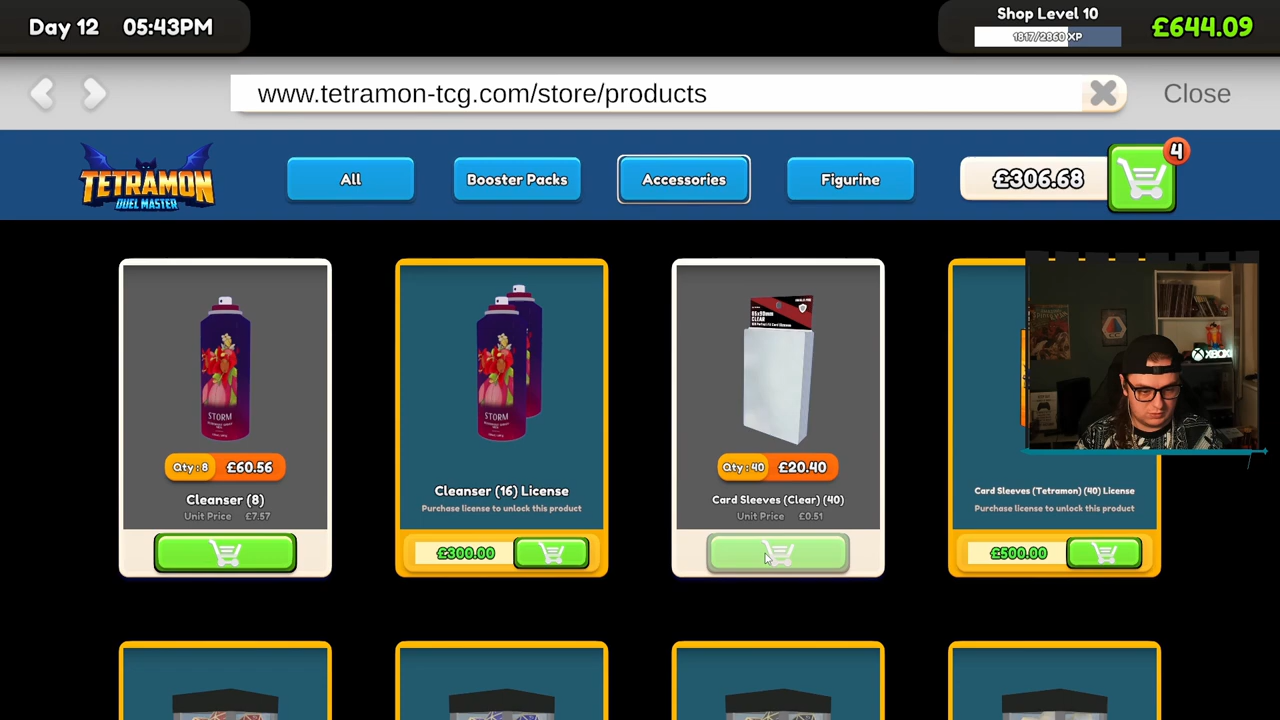 Day 12 05:43PM
Shop Level 10
1817/2860 XP
£644.09
www.tetramon-tcg.com/store/products
Close
TETRAMON
DUEL MASTER
All
Booster Packs
Accessories
Figurine
£306.68
4
STORM
Qty : 8 £60.56
Cleanser (8)
Unit Price £7.57
STORM
Cleanser (16) License
Purchase license to unlock this product
£300.00
CLEAR
Qty : 40 £20.40
Card Sleeves (Clear) (40)
Unit Price £0.51
XBOX
Card Sleeves (Tetramon) (40) License
Purchase license to unlock this product
£500.00